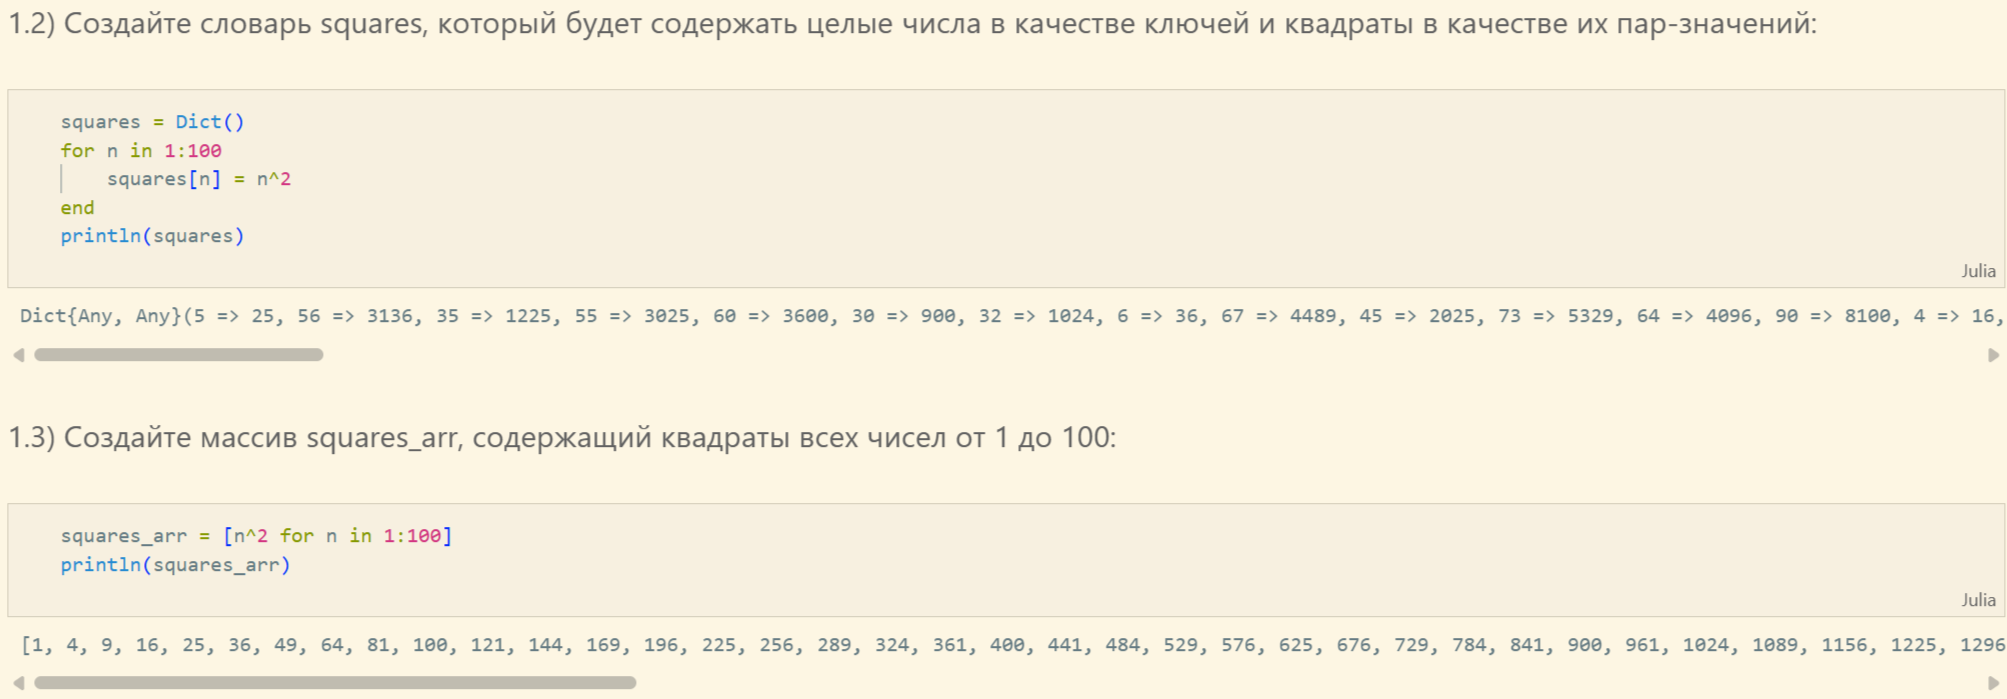 1.2) Создайте словарь squares, который будет содержать целые числа в качестве ключей и квадраты в качестве их пар-значений:
squares = Dict()
for n in 1:100
    squares[n] = n^2
end
println(squares)
Julia
Dict{Any, Any}(5 => 25, 56 => 3136, 35 => 1225, 55 => 3025, 60 => 3600, 30 => 900, 32 => 1024, 6 => 36, 67 => 4489, 45 => 2025, 73 => 5329, 64 => 4096, 90 => 8100, 4 => 16,
1.3) Создайте массив squares_arr, содержащий квадраты всех чисел от 1 до 100:
squares_arr = [n^2 for n in 1:100]
println(squares_arr)
Julia
[1, 4, 9, 16, 25, 36, 49, 64, 81, 100, 121, 144, 169, 196, 225, 256, 289, 324, 361, 400, 441, 484, 529, 576, 625, 676, 729, 784, 841, 900, 961, 1024, 1089, 1156, 1225, 1296